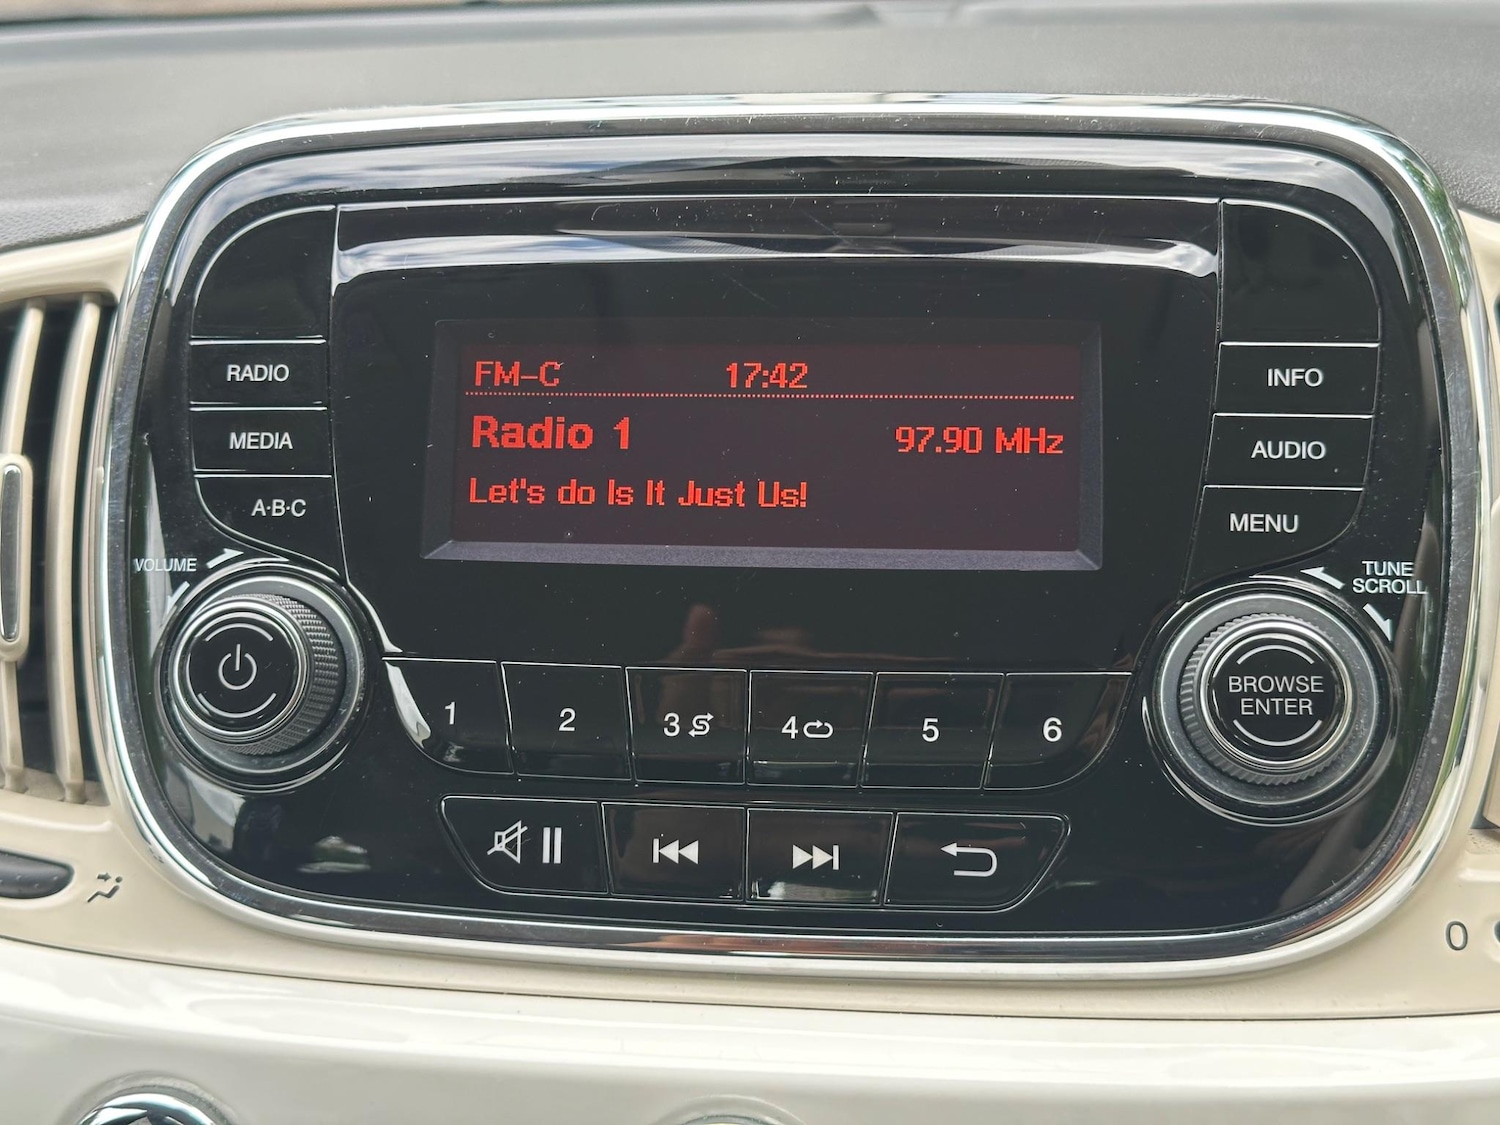 FM-C 17:42
Radio 1 97.90 MHz
Let's do Is It Just Us!
RADIO
MEDIA
A·B·C
VOLUME
INFO
AUDIO
MENU
TUNE
SCROLL
BROWSE
ENTER
1 2 3 4 5 6
0